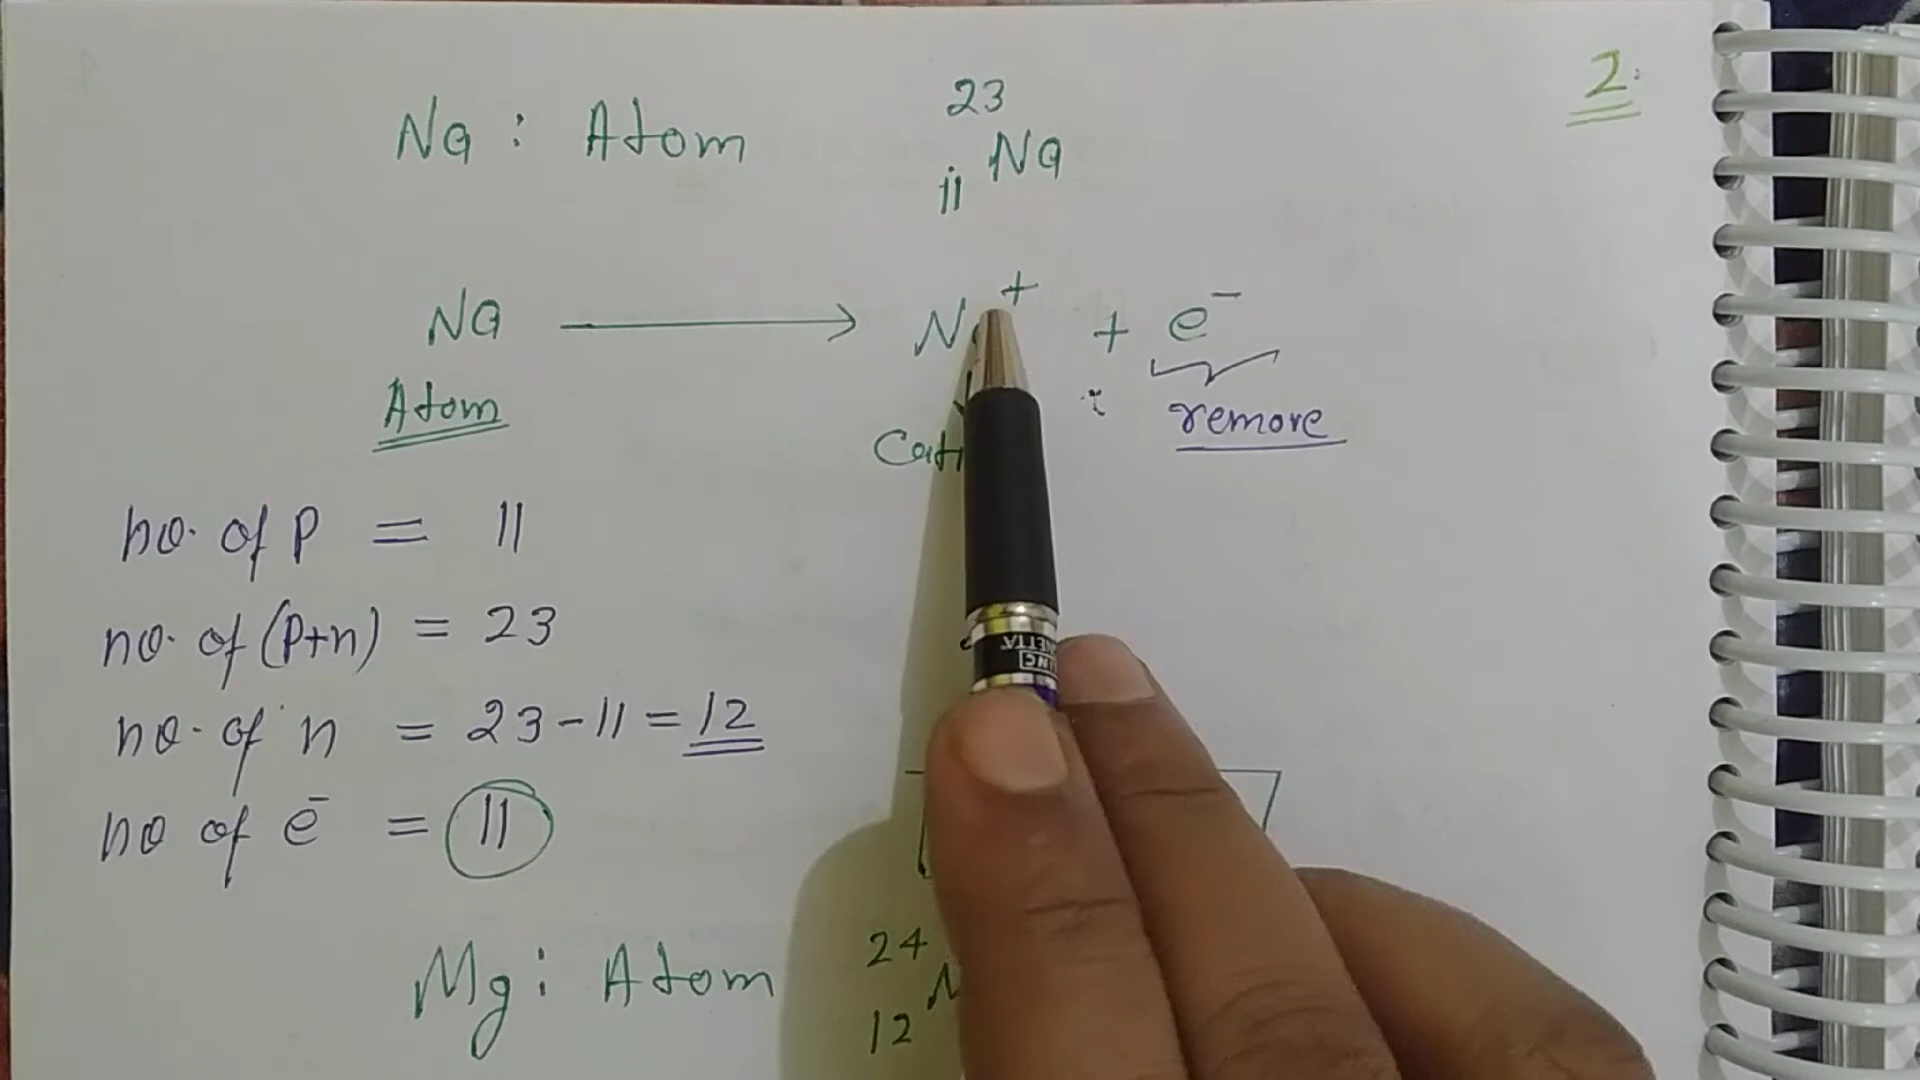 2.
Na : Atom
23
11 Na
Na ⟶ Na⁺ + e⁻
Atom
remove
no. of P = 11
no. of (P+n) = 23
no. of n = 23 - 11 = 12
no of e⁻ = 11
Mg : Atom
24
12